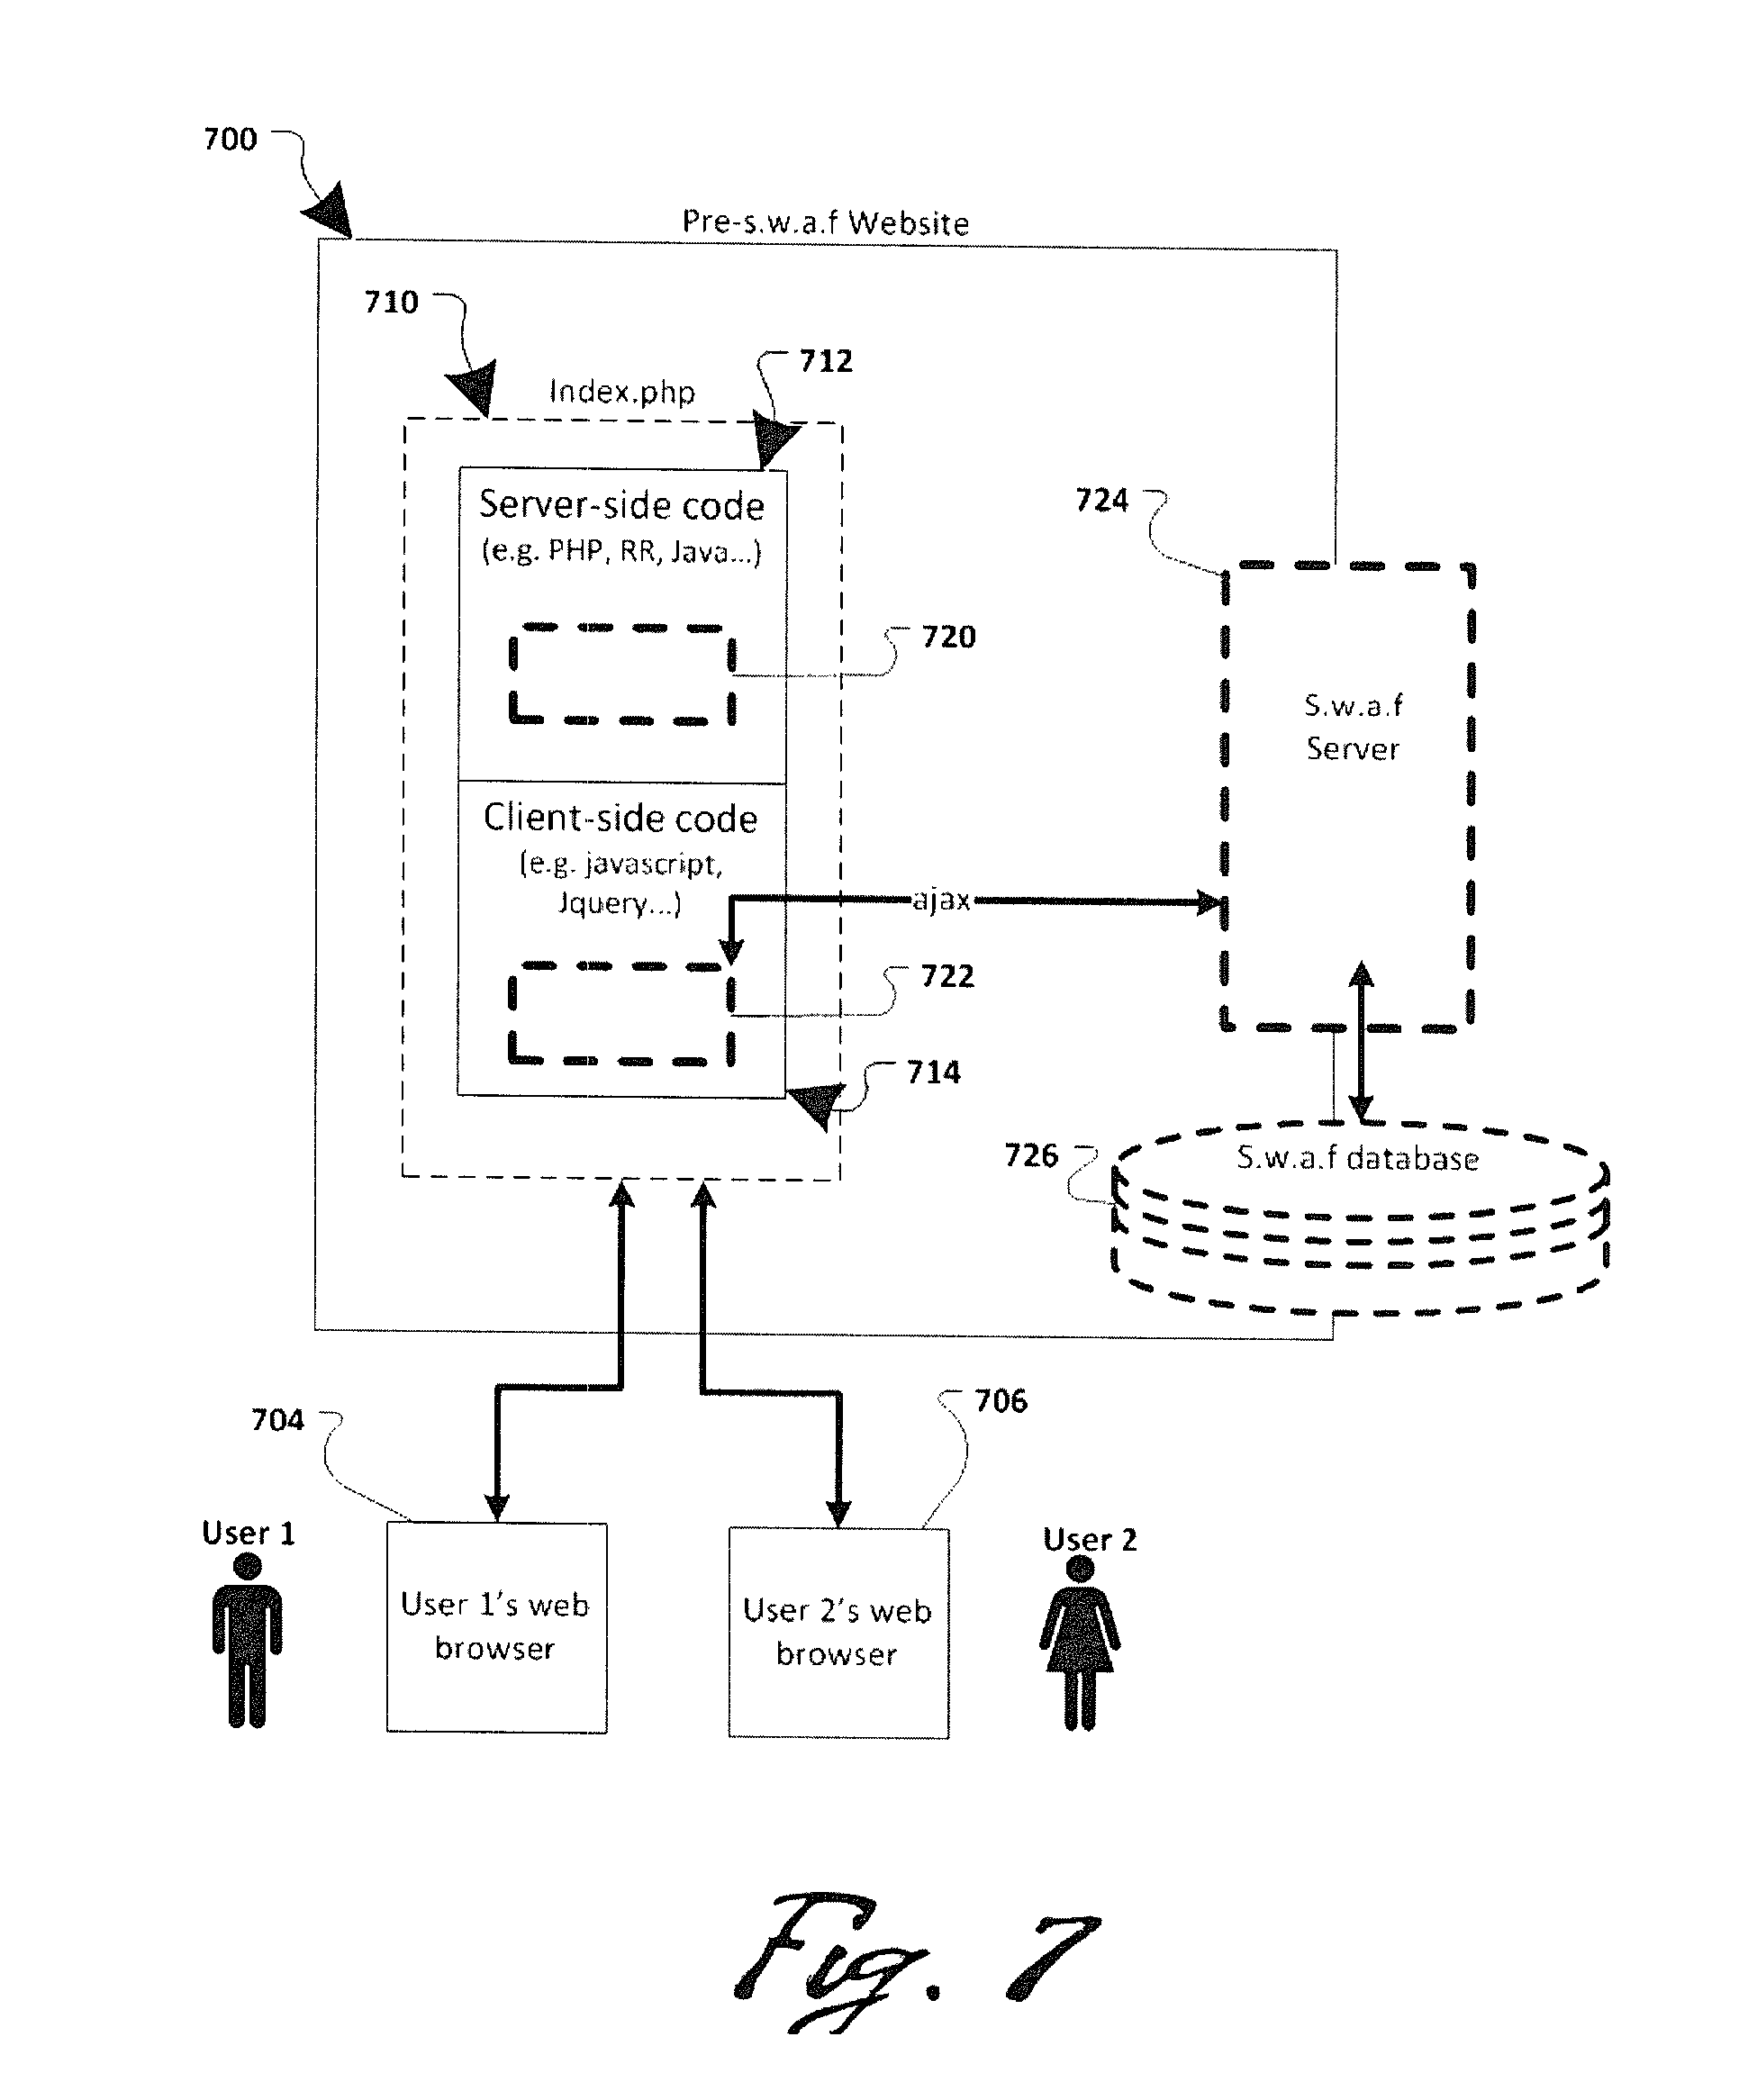 700
Pre-s.w.a.f Website
710
712
Index.php
Server-side code
(e.g. PHP, RR, Java...)
724
720
S.w.a.f
Server
Client-side code
(e.g. javascript,
Jquery...)
ajax
722
714
726
S.w.a.f database
704
706
User 1
User 2
User 1's web
browser
User 2's web
browser
Fig. 7